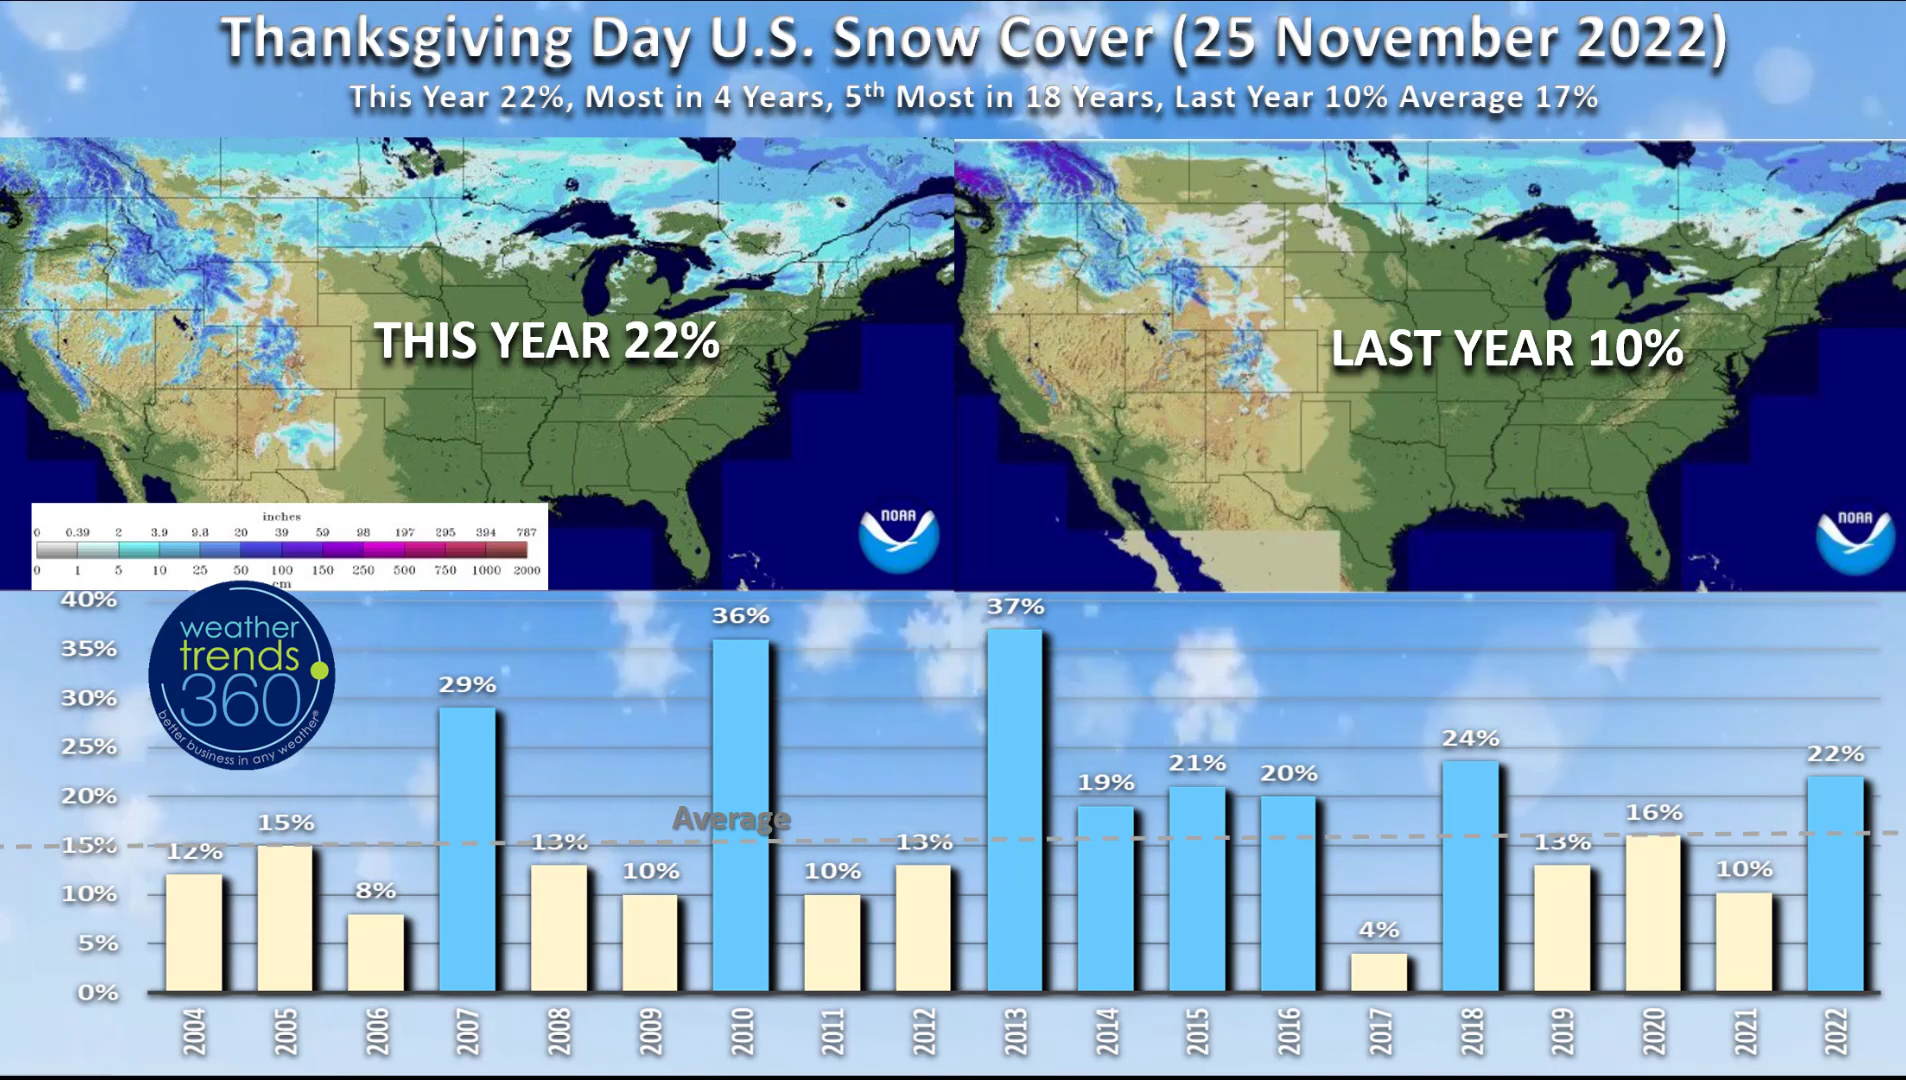 Thanksgiving Day U.S. Snow Cover (25 November 2022)
This Year 22%, Most in 4 Years, 5th Most in 18 Years, Last Year 10% Average 17%
THIS YEAR 22%
LAST YEAR 10%
NOAA
NOAA
inches
0 0.39 2 3.9 9.8 20 39 59 98 197 295 394 787
0 1 5 10 25 50 100 150 250 500 750 1000 2000
cm
weather
trends
360
better business in any weather®
40%
35%
30%
25%
20%
15%
10%
5%
0%
Average
12%
15%
8%
29%
13%
10%
36%
10%
13%
37%
19%
21%
20%
4%
24%
13%
16%
10%
22%
2004 2005 2006 2007 2008 2009 2010 2011 2012 2013 2014 2015 2016 2017 2018 2019 2020 2021 2022